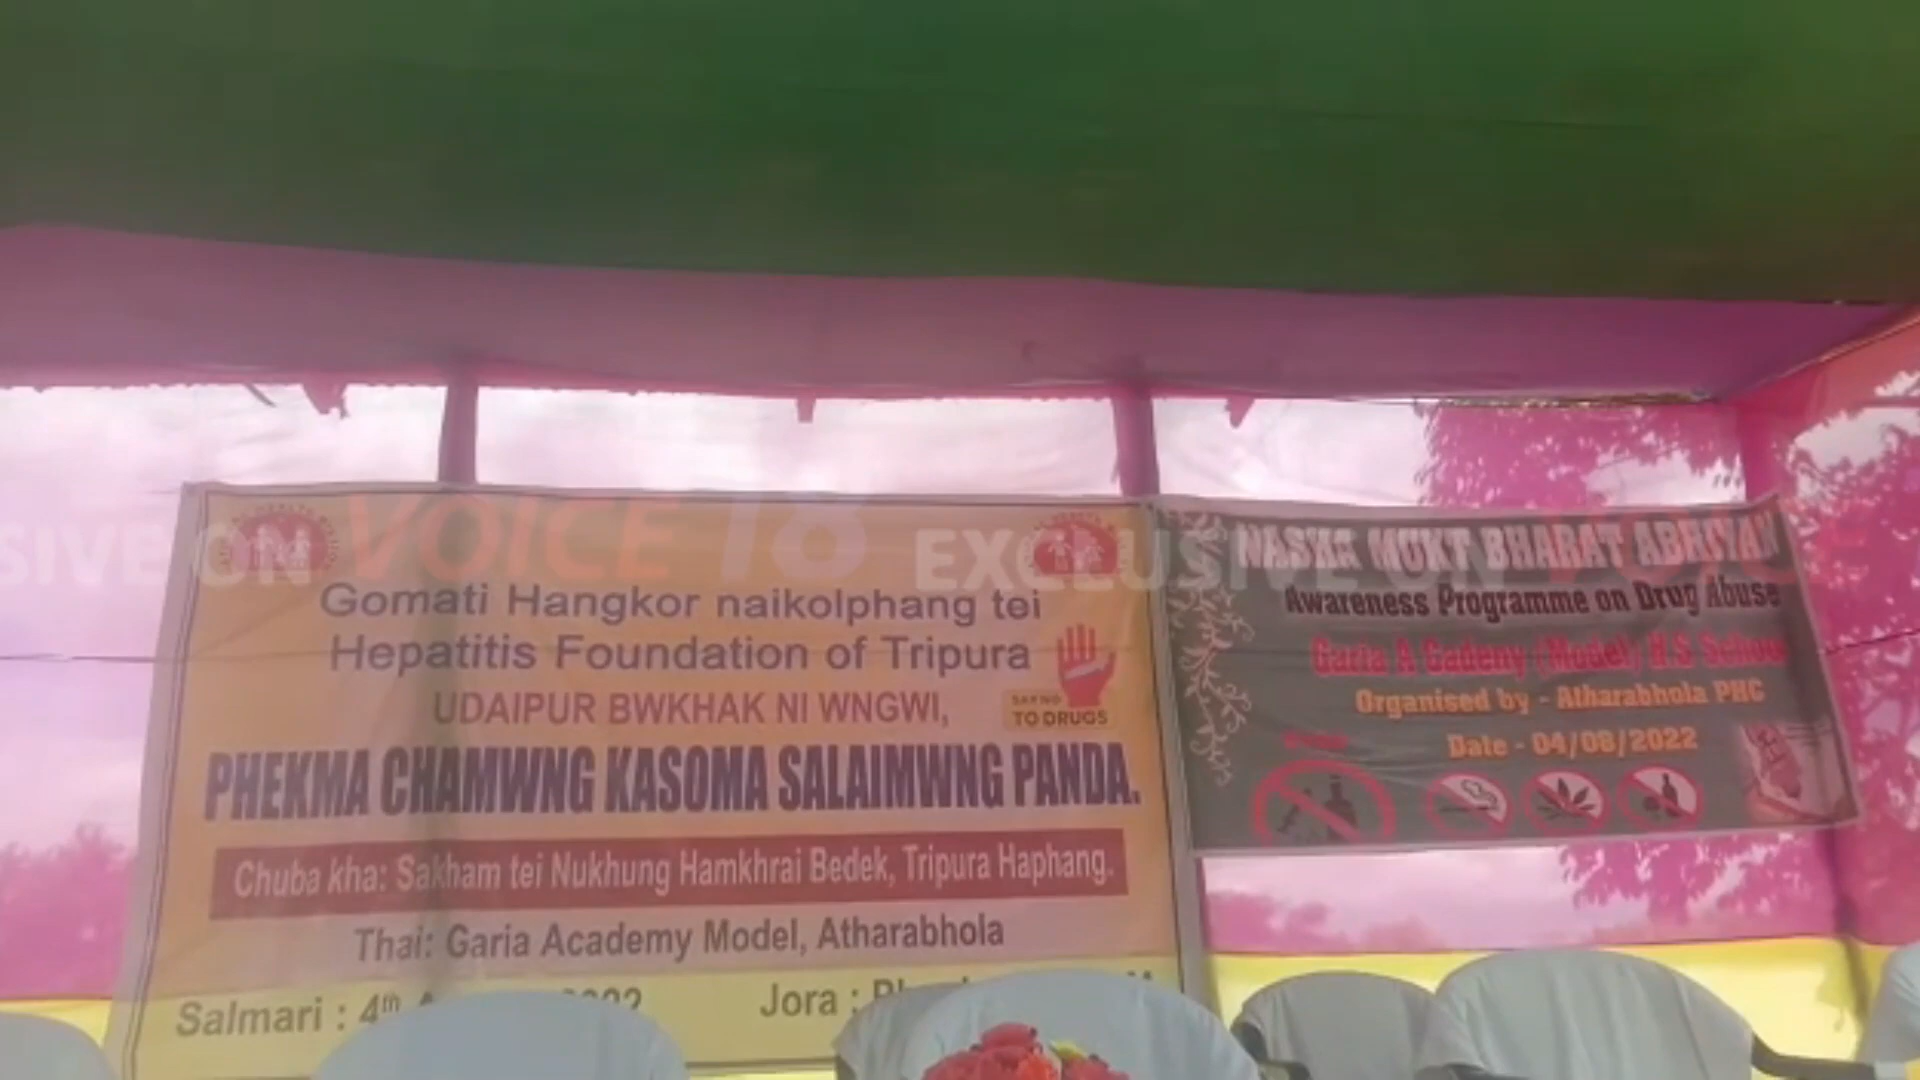 SIVE ON VOICE 18 EXCLUSIVE ON
Gomati Hangkor naikolphang tei
Hepatitis Foundation of Tripura
UDAIPUR BWKHAK NI WNGWI,
SAY NO
TO DRUGS
PHEKMA CHAMWNG KASOMA SALAIMWNG PANDA.
Chuba kha: Sakham tei Nukhung Hamkhrai Bedek, Tripura Haphang.
Thai: Garia Academy Model, Atharabhola
Salmari : 4th
Jora :
NASHA MUKT BHARAT ABHIYAN
Awareness Programme on Drug Abuse
Garia A Cademy (Model) H.S School
Organised by - Atharabhola PHC
Date - 04/08/2022